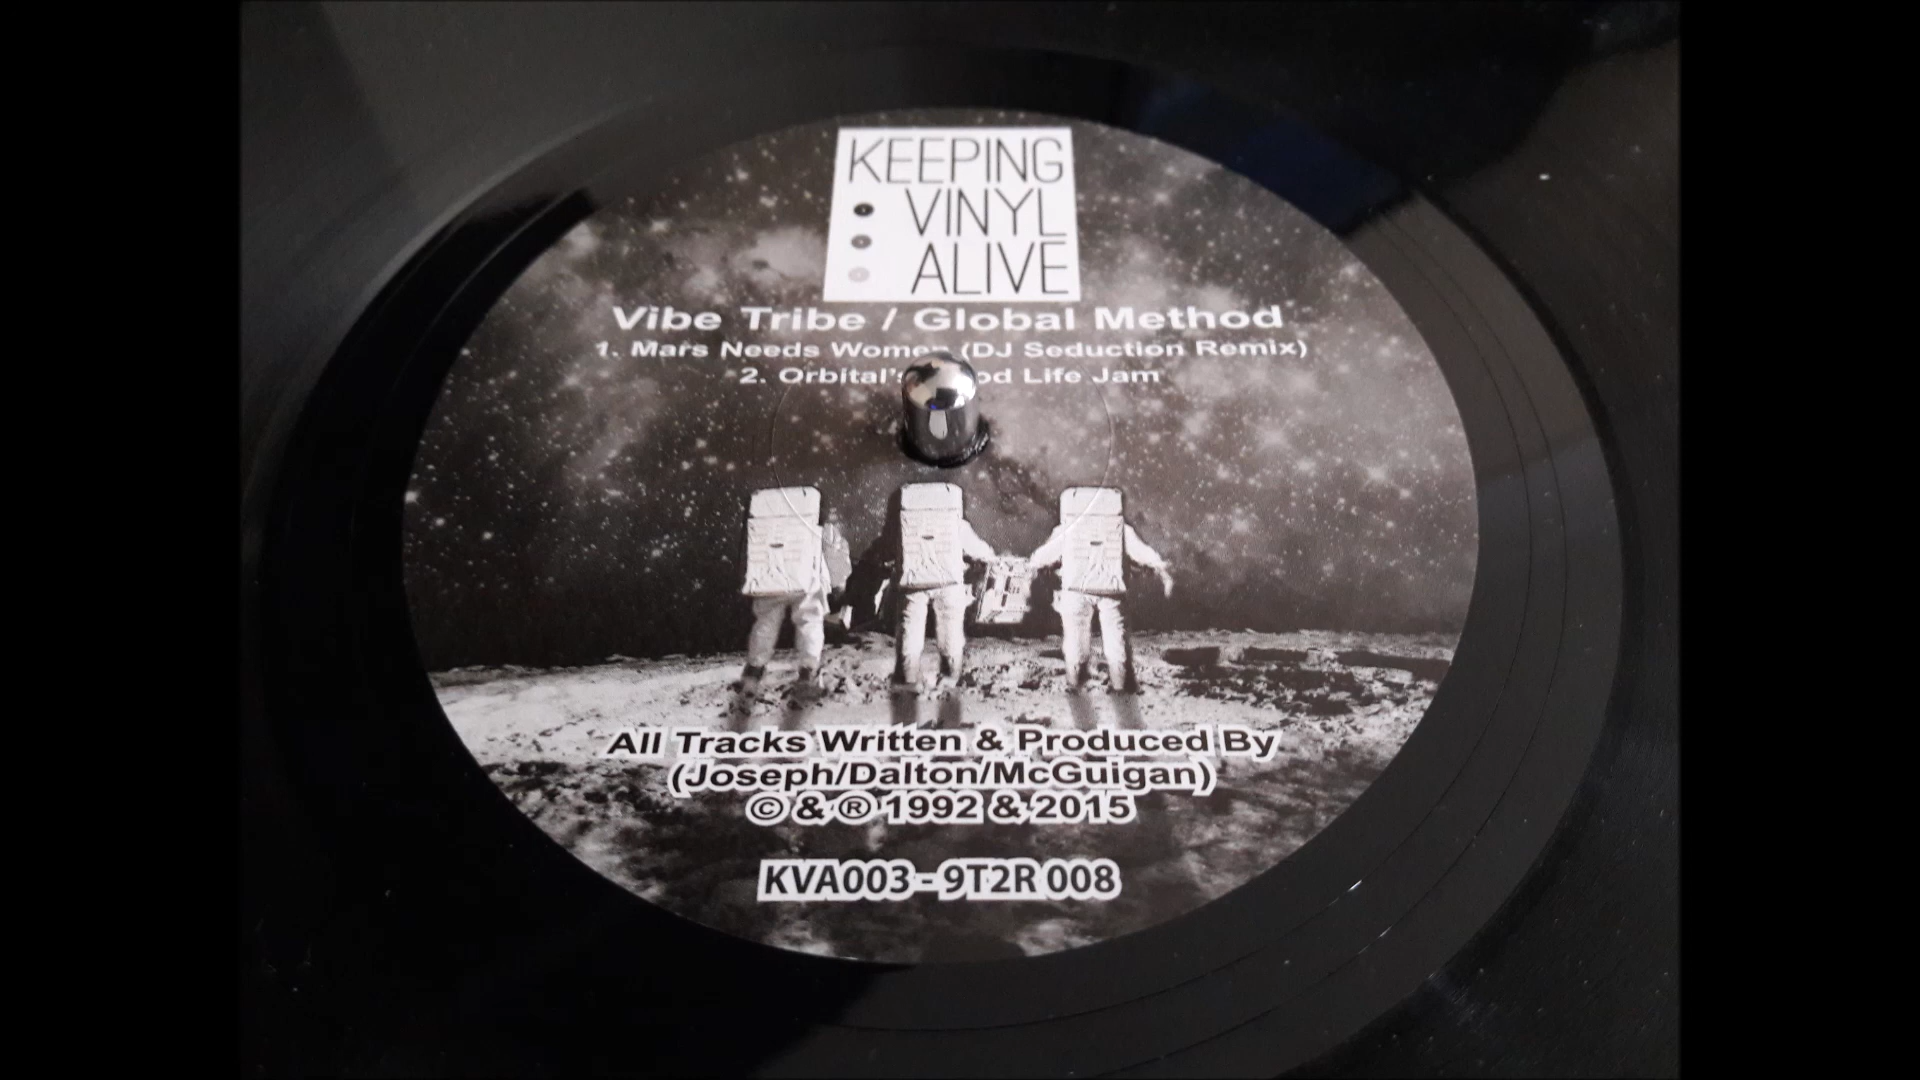 KEEPING
VINYL
ALIVE
Vibe Tribe / Global Method
1. Mars Needs Women (DJ Seduction Remix)
2. Orbital's Life Jam
All Tracks Written & Produced By
(Joseph/Dalton/McGuigan)
© & ® 1992 & 2015
KVA003 - 9T2R 008